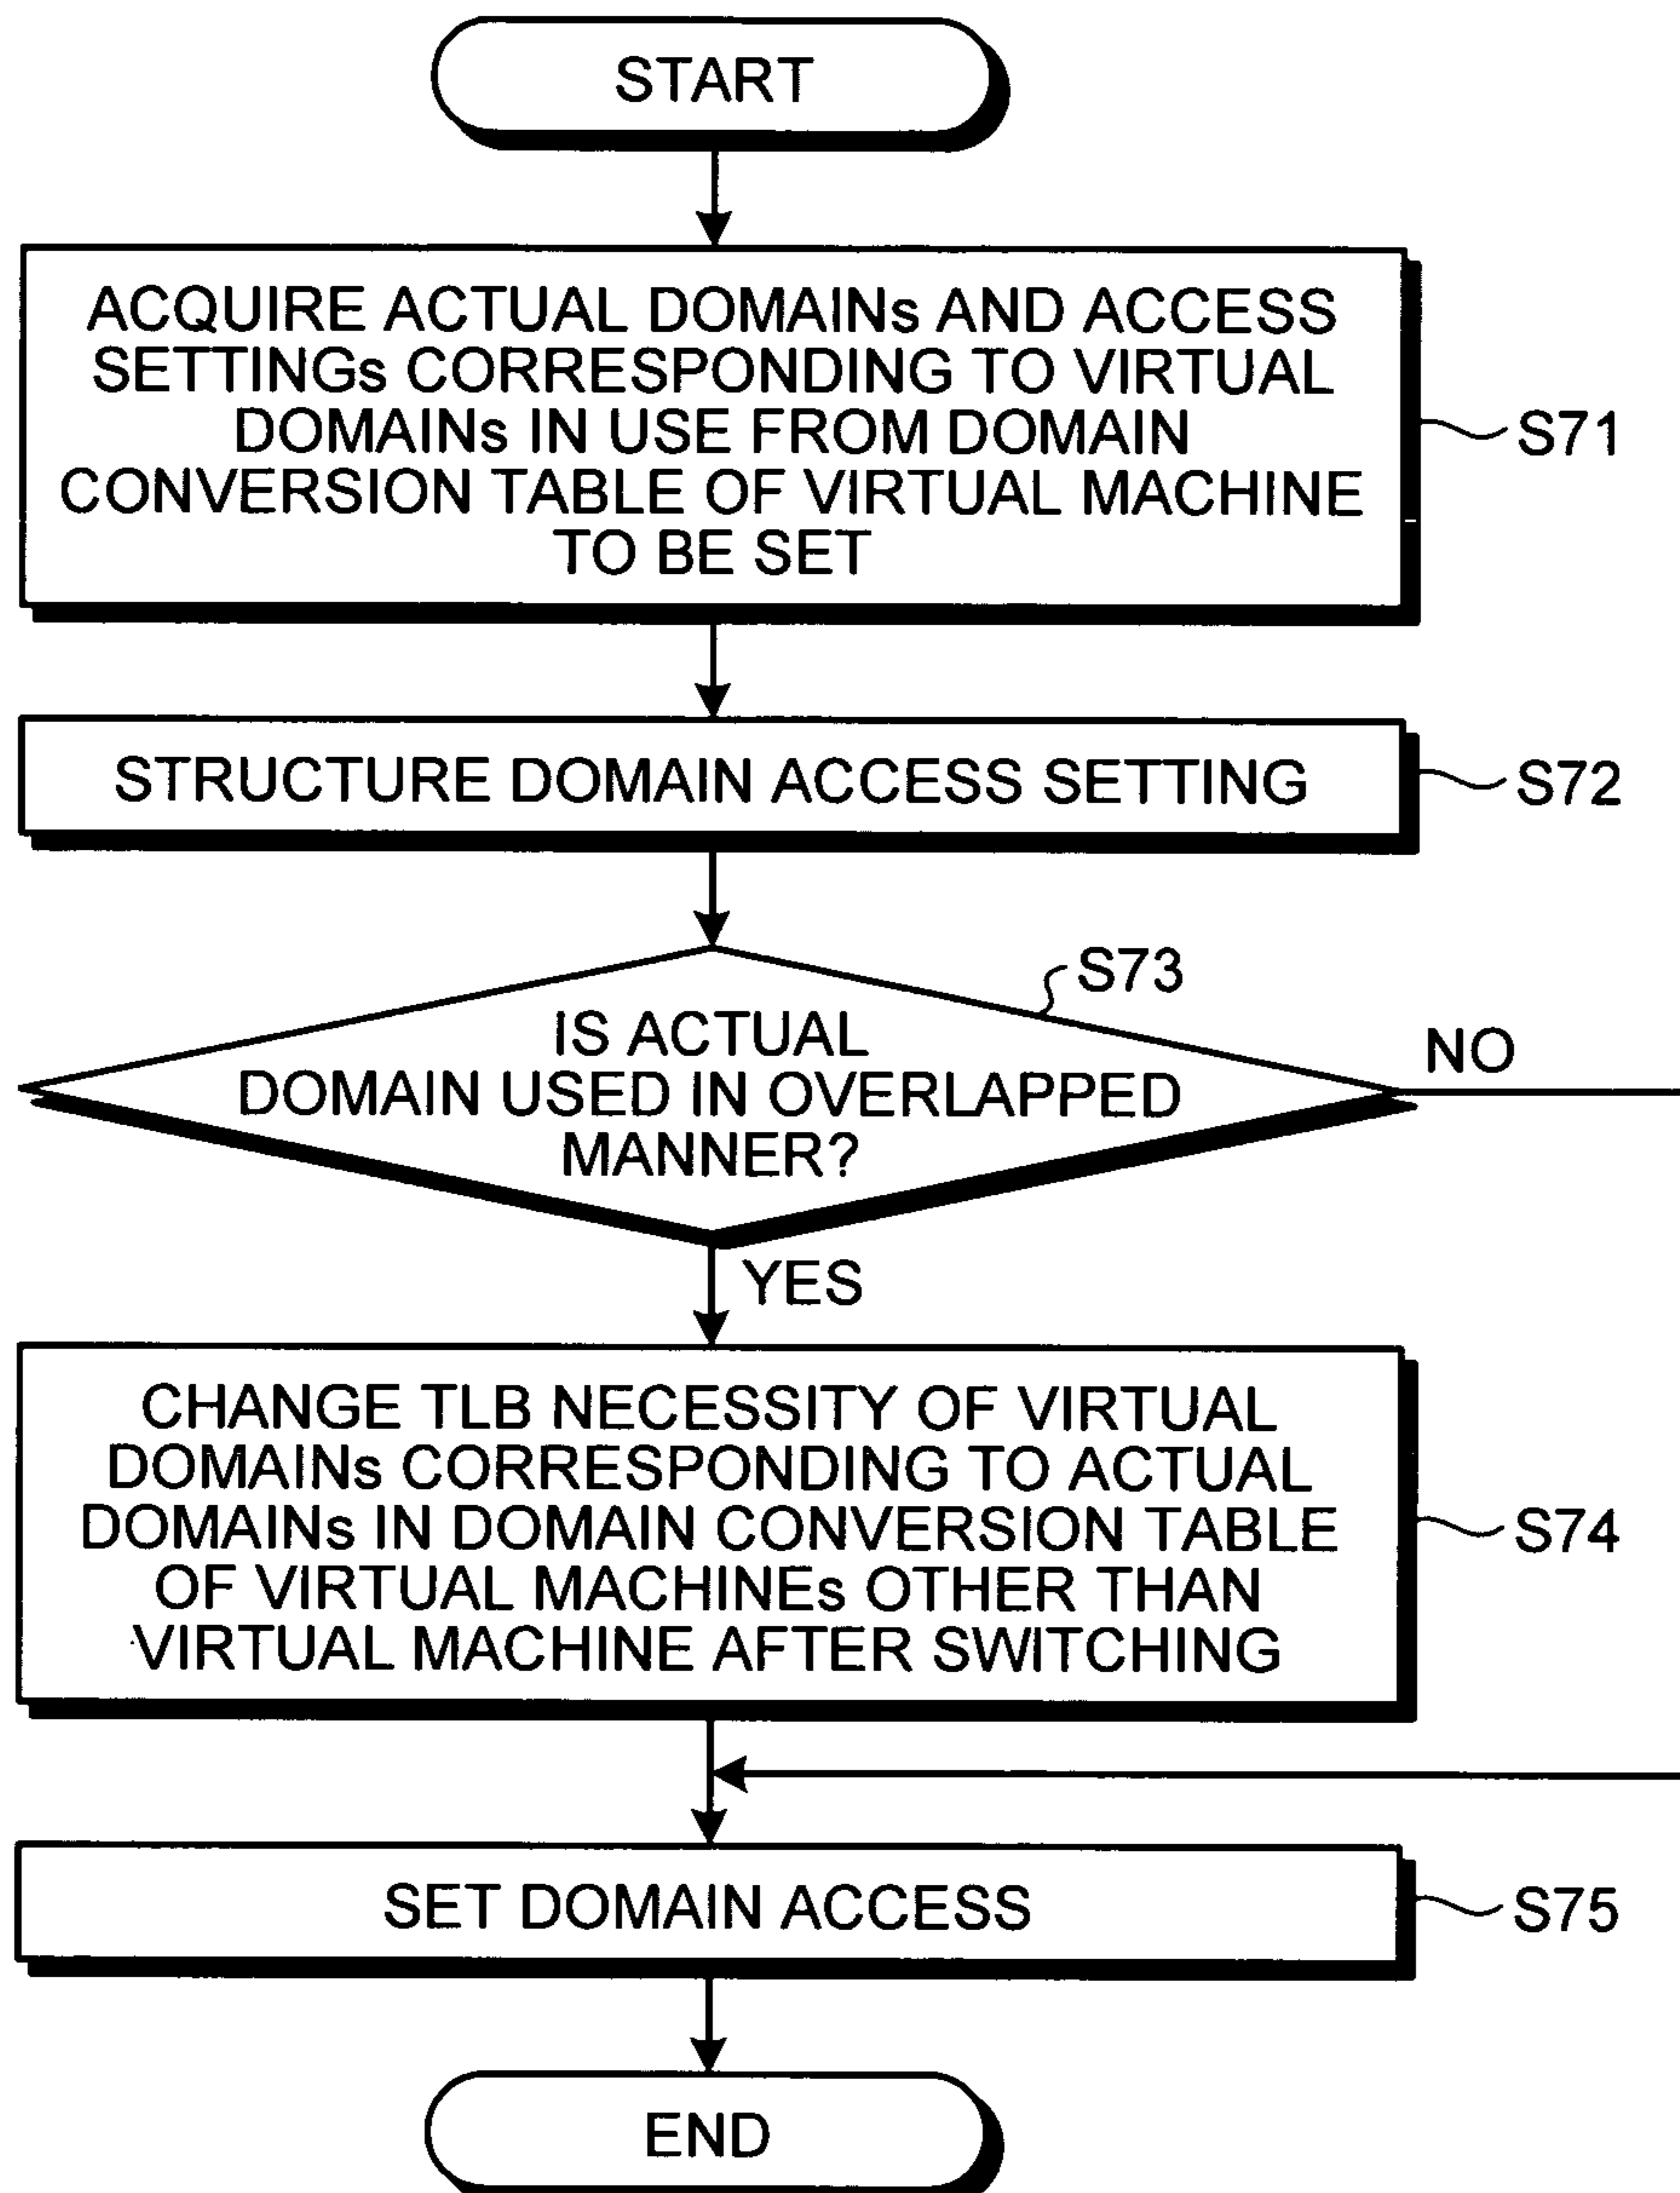 START
ACQUIRE ACTUAL DOMAINs AND ACCESS
SETTINGs CORRESPONDING TO VIRTUAL
DOMAINs IN USE FROM DOMAIN
CONVERSION TABLE OF VIRTUAL MACHINE
TO BE SET
S71
STRUCTURE DOMAIN ACCESS SETTING
S72
S73
IS ACTUAL
DOMAIN USED IN OVERLAPPED
MANNER?
NO
YES
CHANGE TLB NECESSITY OF VIRTUAL
DOMAINs CORRESPONDING TO ACTUAL
DOMAINs IN DOMAIN CONVERSION TABLE
OF VIRTUAL MACHINEs OTHER THAN
VIRTUAL MACHINE AFTER SWITCHING
S74
SET DOMAIN ACCESS
S75
END